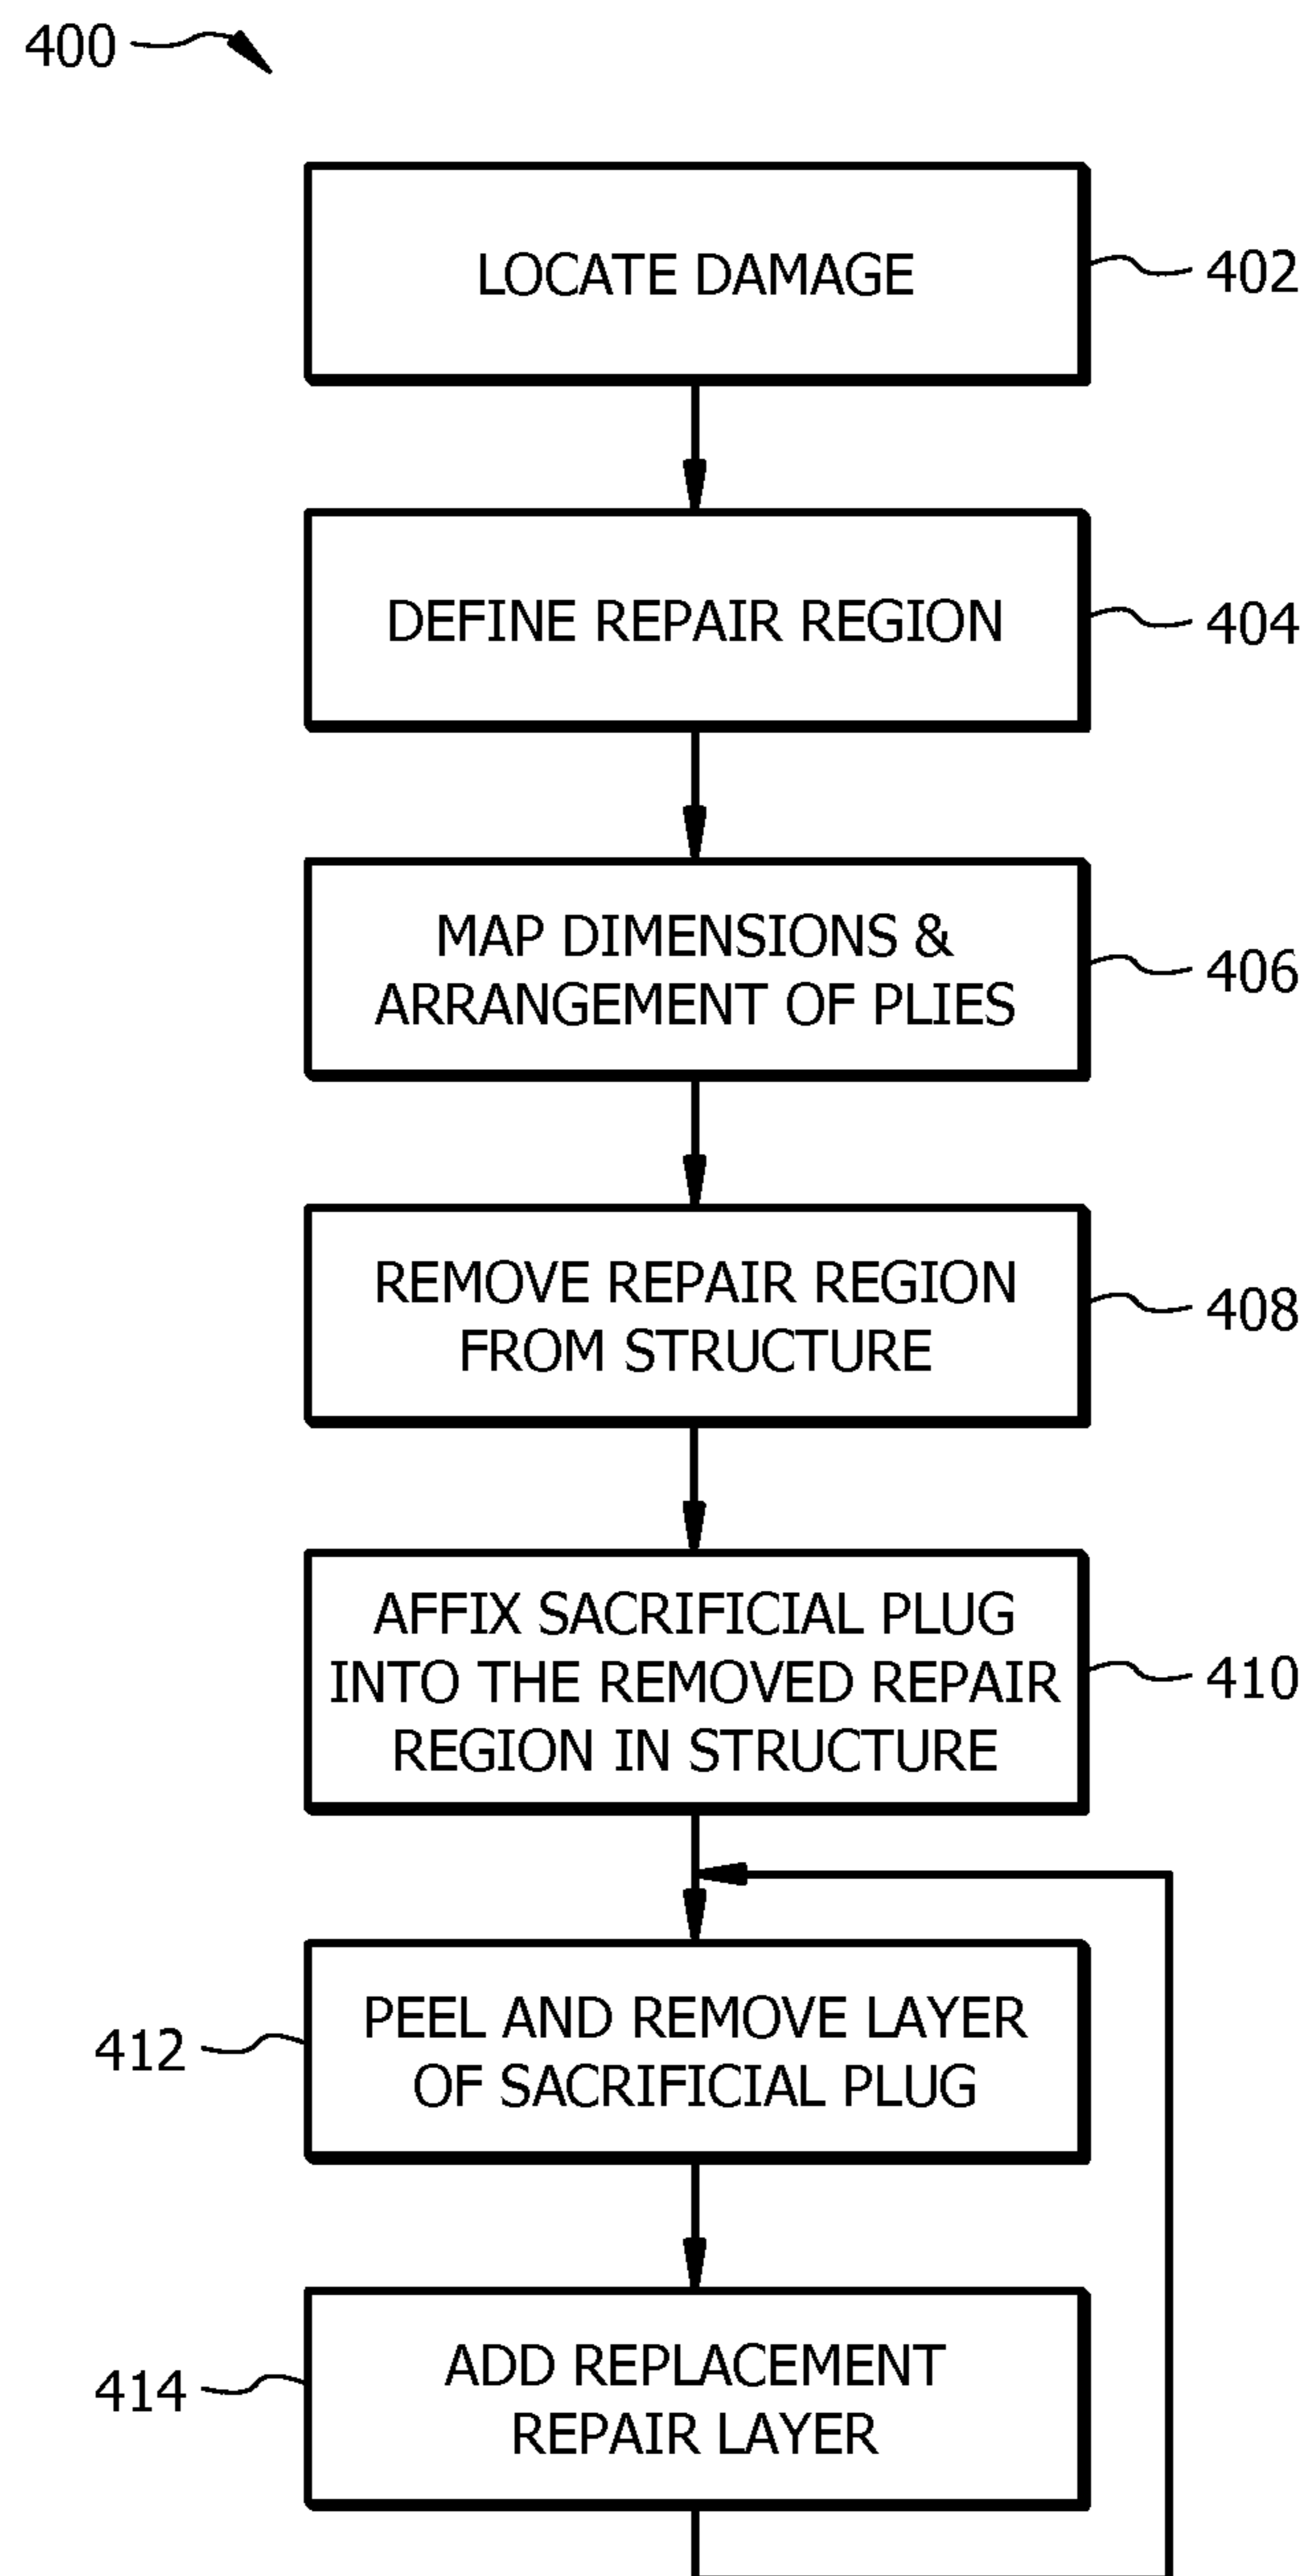 400
LOCATE DAMAGE
402
DEFINE REPAIR REGION
404
MAP DIMENSIONS &
ARRANGEMENT OF PLIES
406
REMOVE REPAIR REGION
FROM STRUCTURE
408
AFFIX SACRIFICIAL PLUG
INTO THE REMOVED REPAIR
REGION IN STRUCTURE
410
PEEL AND REMOVE LAYER
OF SACRIFICIAL PLUG
412
ADD REPLACEMENT
REPAIR LAYER
414